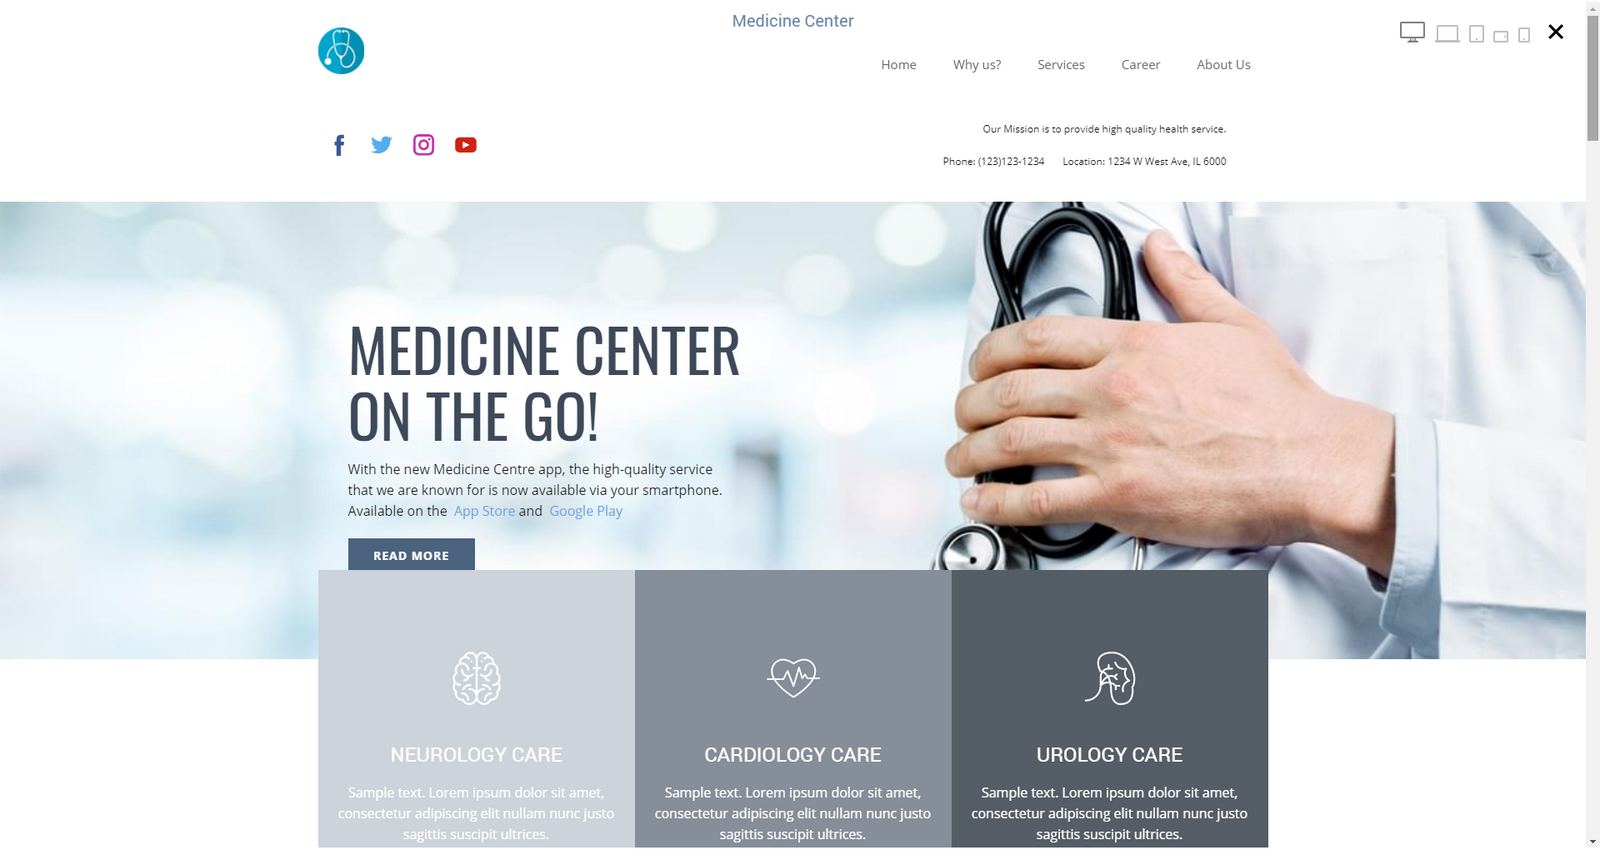 Medicine Center
Home Why us? Services Career About Us
Our Mission is to provide high quality health service.
Phone: (123)123-1234 Location: 1234 W West Ave, IL 6000
MEDICINE CENTER
ON THE GO!
With the new Medicine Centre app, the high-quality service
that we are known for is now available via your smartphone.
Available on the App Store and Google Play
READ MORE
NEUROLOGY CARE
Sample text. Lorem ipsum dolor sit amet,
consectetur adipiscing elit nullam nunc justo
sagittis suscipit ultrices.
CARDIOLOGY CARE
Sample text. Lorem ipsum dolor sit amet,
consectetur adipiscing elit nullam nunc justo
sagittis suscipit ultrices.
UROLOGY CARE
Sample text. Lorem ipsum dolor sit amet,
consectetur adipiscing elit nullam nunc justo
sagittis suscipit ultrices.